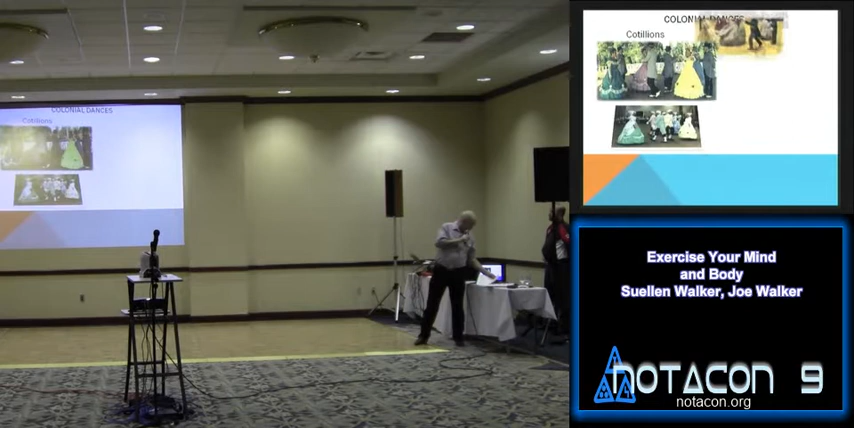 COLONIAL DANCES
Cotillions
COLONIAL DANCES
Cotillions
Exercise Your Mind
and Body
Suellen Walker, Joe Walker
NOTACON 9
notacon.org